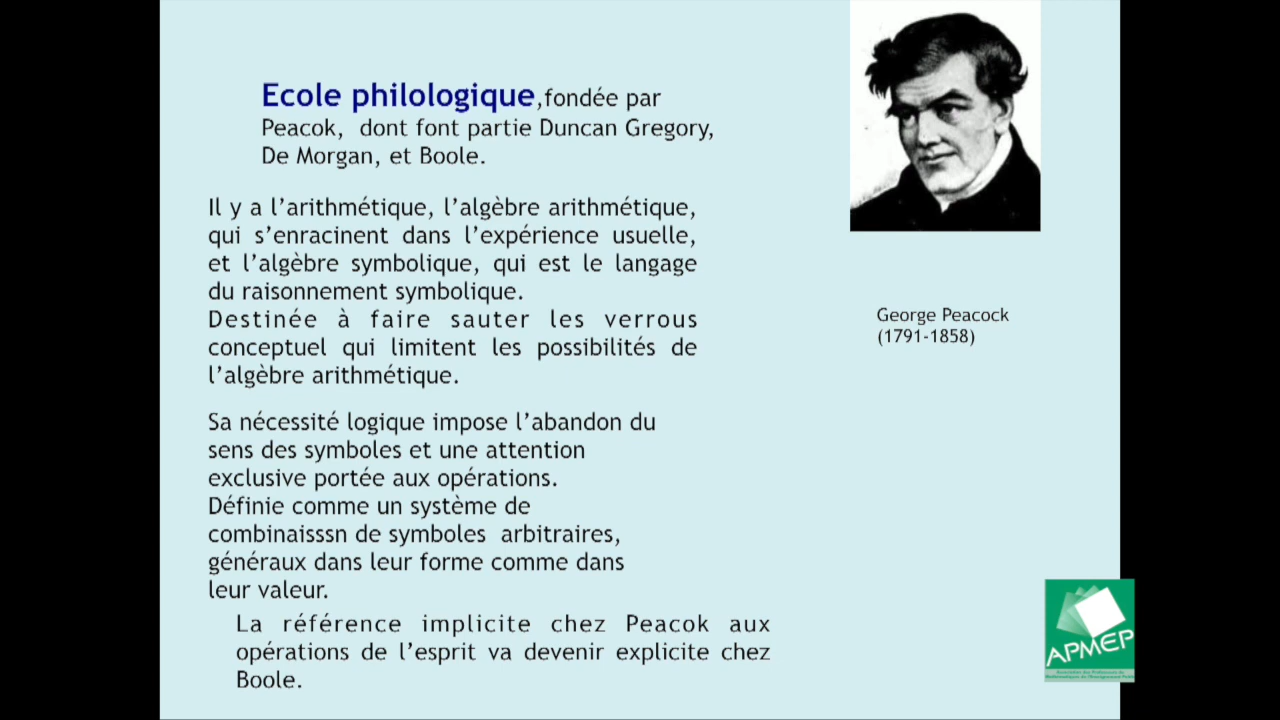 Ecole philologique,fondée par
Peacok, dont font partie Duncan Gregory,
De Morgan, et Boole.
Il y a l'arithmétique, l'algèbre arithmétique,
qui s'enracinent dans l'expérience usuelle,
et l'algèbre symbolique, qui est le langage
du raisonnement symbolique.
Destinée à faire sauter les verrous
conceptuel qui limitent les possibilités de
l'algèbre arithmétique.
Sa nécessité logique impose l'abandon du
sens des symboles et une attention
exclusive portée aux opérations.
Définie comme un système de
combinaisssn de symboles arbitraires,
généraux dans leur forme comme dans
leur valeur.
La référence implicite chez Peacok aux
opérations de l'esprit va devenir explicite chez
Boole.
George Peacock
(1791-1858)
APMEP